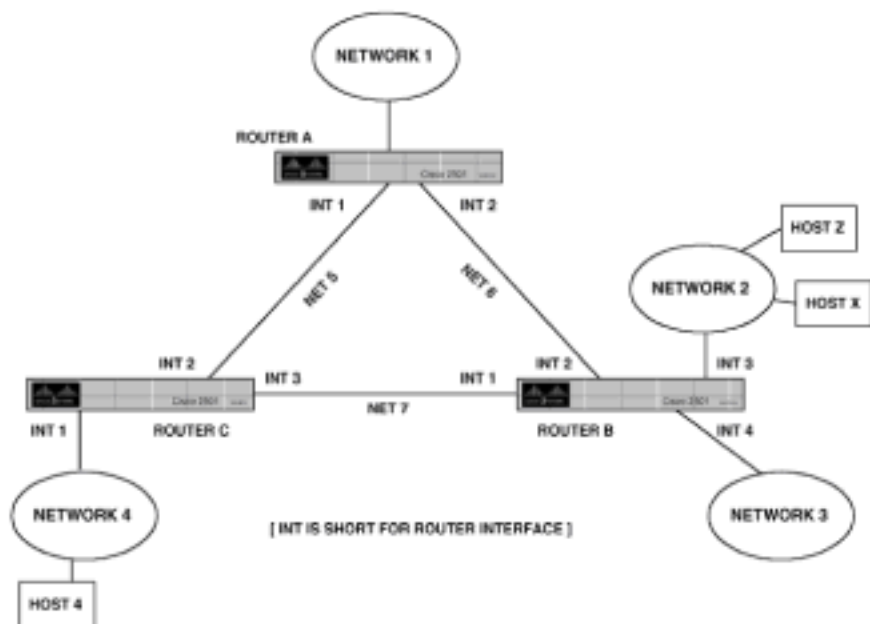 NETWORK 1
ROUTER A
Cisco 2501
INT 1
INT 2
HOST Z
NET 5
NET 6
NETWORK 2
HOST X
INT 2
INT 3
INT 1
INT 2
INT 3
Cisco 2501
NET 7
Cisco 2501
INT 1
ROUTER C
ROUTER B
INT 4
NETWORK 4
[ INT IS SHORT FOR ROUTER INTERFACE ]
NETWORK 3
HOST 4